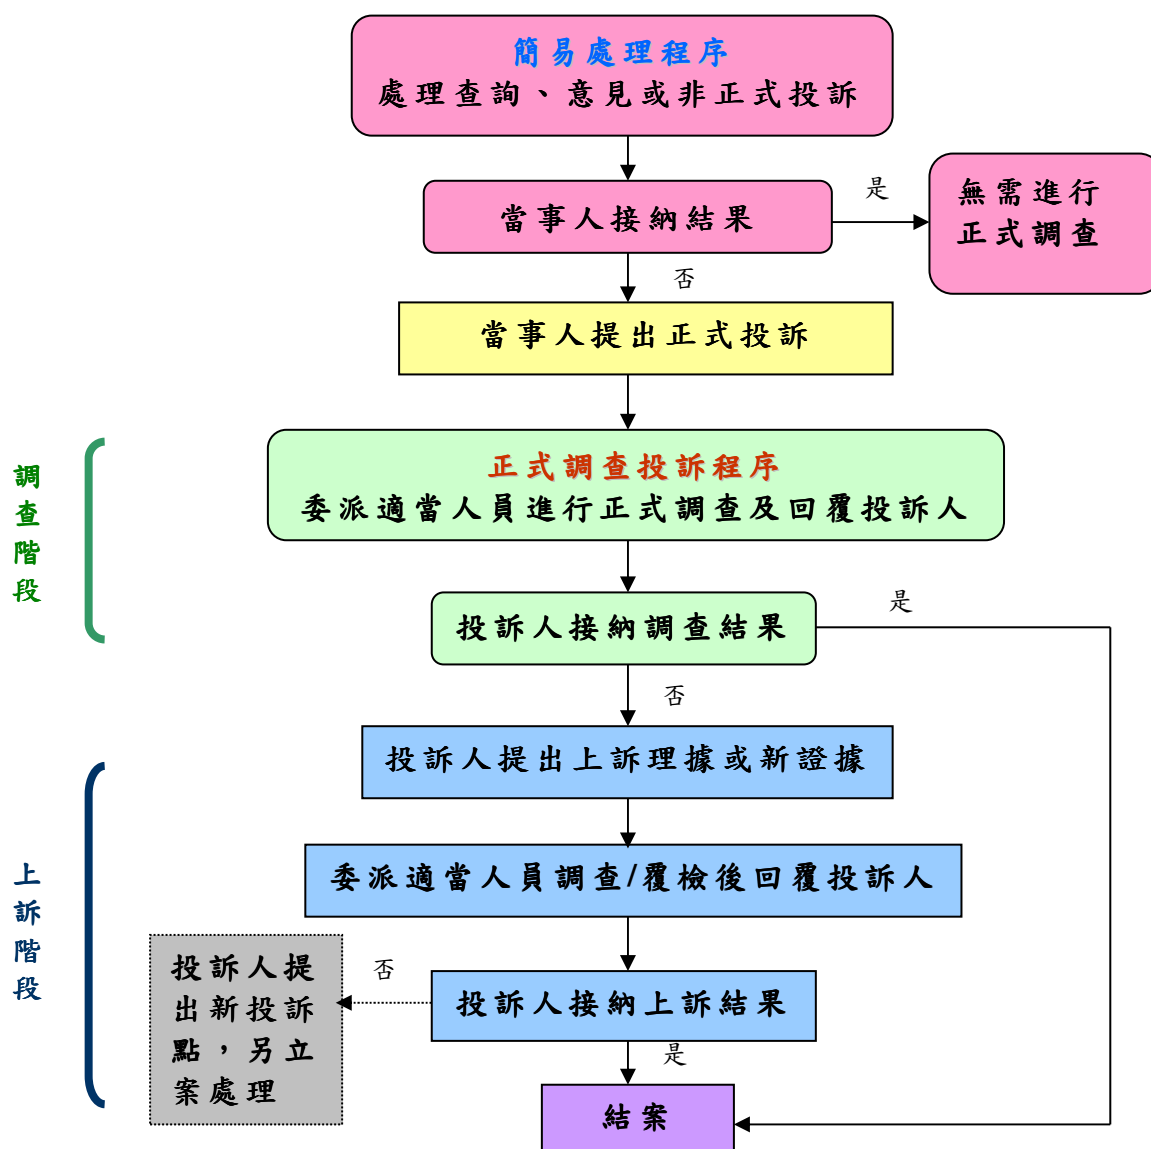 簡易處理程序
處理查詢、意見或非正式投訴
當事人接納結果
是
無需進行
正式調查
否
當事人提出正式投訴
調
查
階
段
正式調查投訴程序
委派適當人員進行正式調查及回覆投訴人
投訴人接納調查結果
是
否
投訴人提出上訴理據或新證據
上
訴
階
段
委派適當人員調查/覆檢後回覆投訴人
投訴人接納上訴結果
否
投訴人提
出新投訴
點，另立
案處理
是
結案